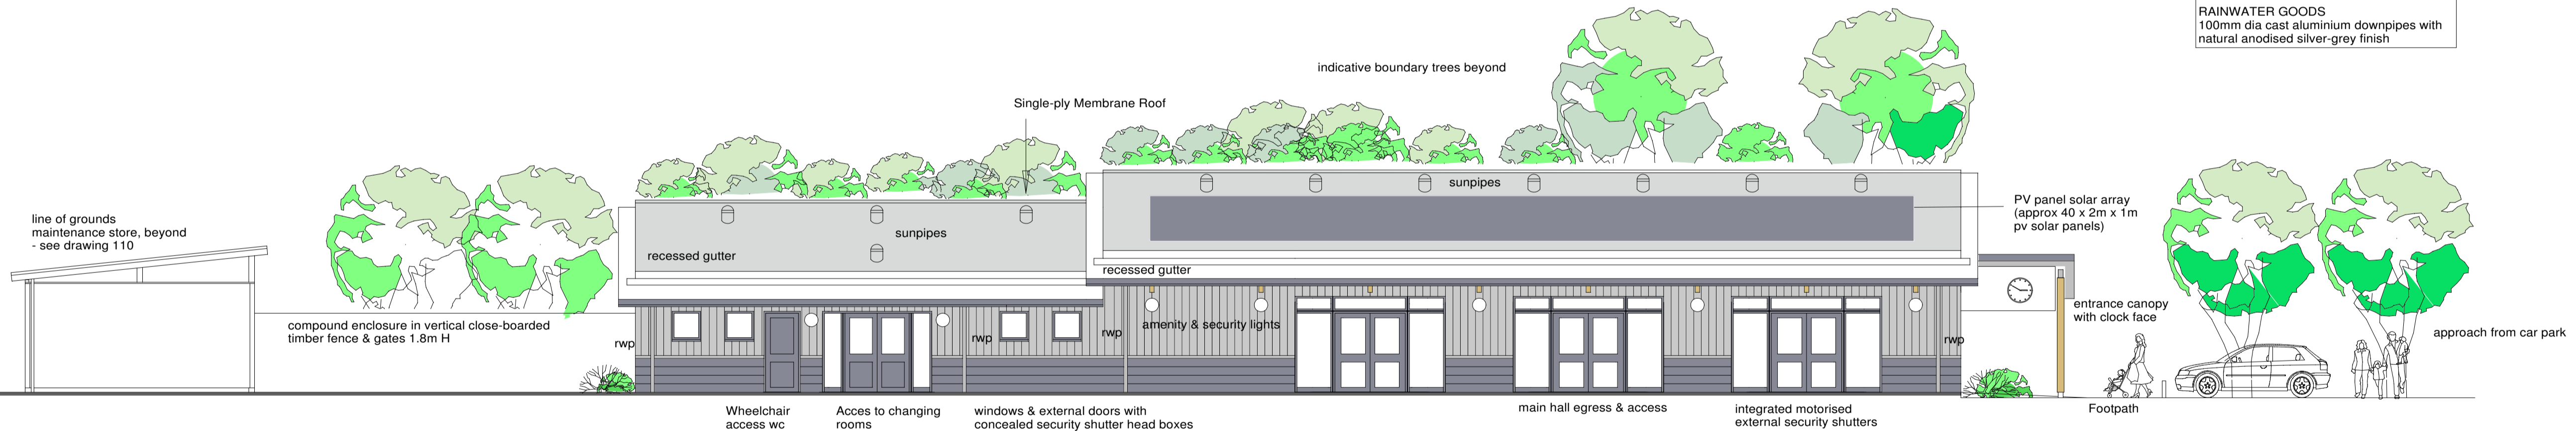 RAINWATER GOODS
100mm dia cast aluminium downpipes with
natural anodised silver-grey finish
indicative boundary trees beyond
Single-ply Membrane Roof
sunpipes
PV panel solar array
(approx 40 x 2m x 1m
pv solar panels)
line of grounds
maintenance store, beyond
- see drawing 110
sunpipes
recessed gutter
recessed gutter
entrance canopy
with clock face
compound enclosure in vertical close-boarded
timber fence & gates 1.8m H
amenity & security lights
rwp
rwp
rwp
rwp
approach from car park
Wheelchair
access wc
Acces to changing
rooms
windows & external doors with
concealed security shutter head boxes
main hall egress & access
integrated motorised
external security shutters
Footpath